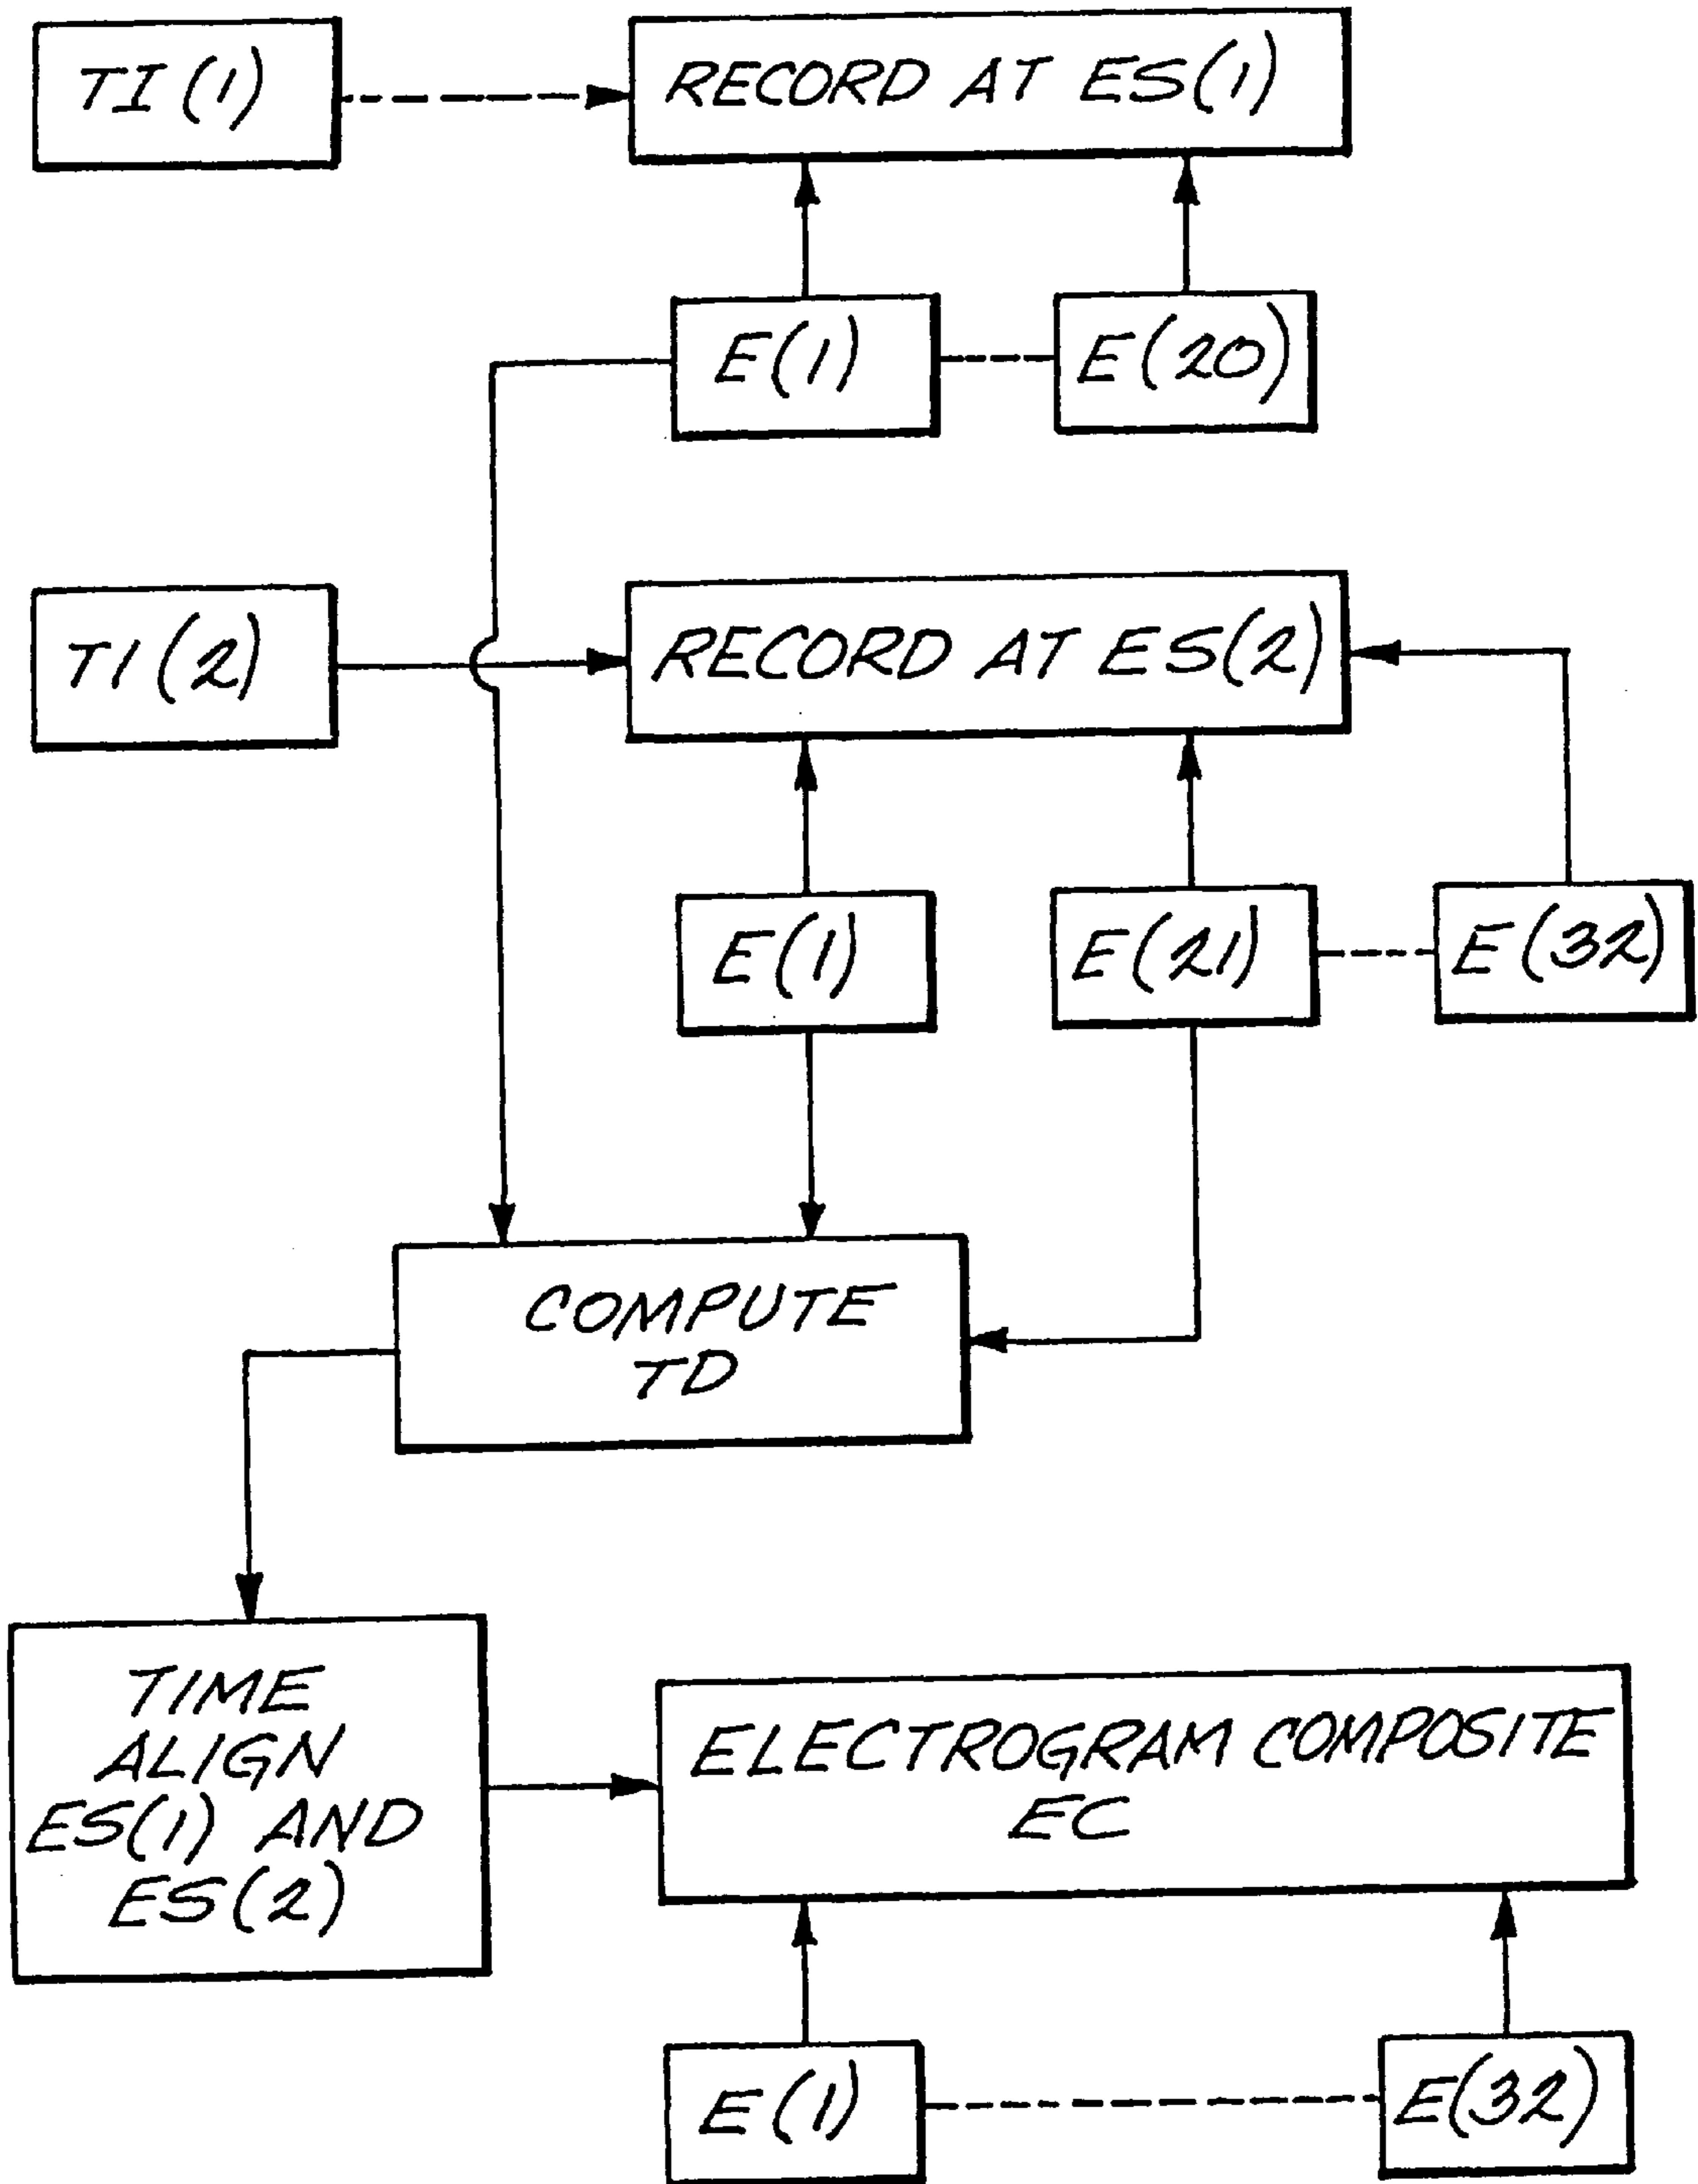 TI (1)
RECORD AT ES(1)
E(1)
E(20)
TI(2)
RECORD AT ES(2)
E(1)
E(21)
E(32)
COMPUTE
TD
TIME
ALIGN
ES(1) AND
ES(2)
ELECTROGRAM COMPOSITE
EC
E(1)
E(32)